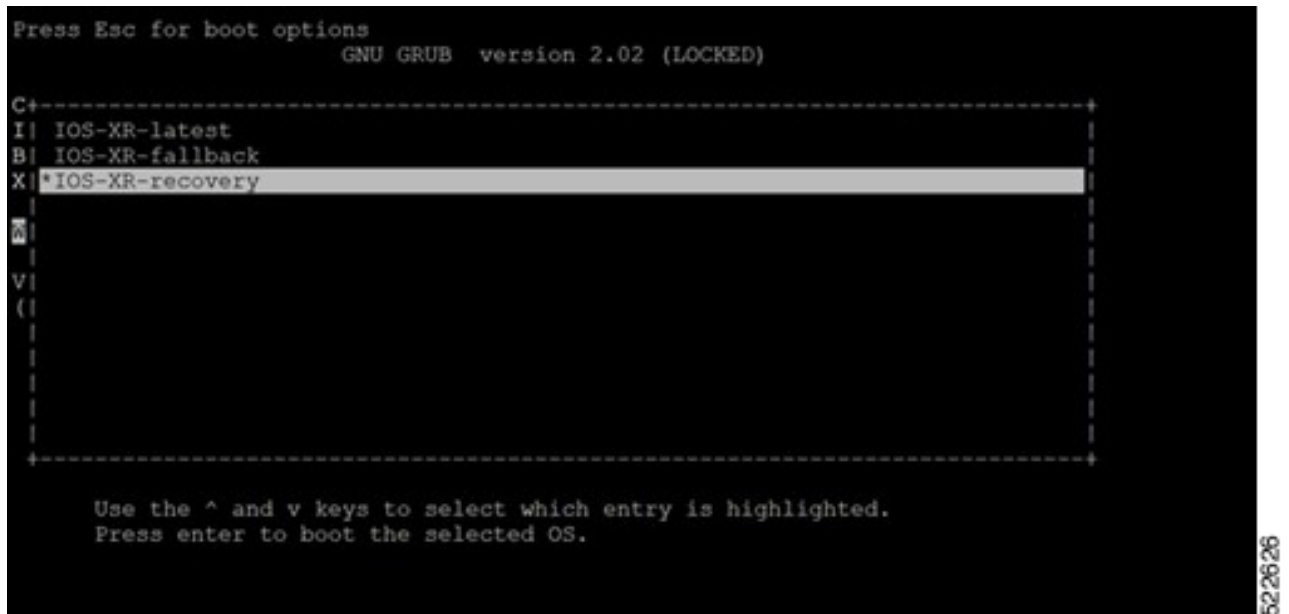 Press Esc for boot options
GNU GRUB version 2.02 (LOCKED)
C+----------------------------------------------------------------------------+
I| IOS-XR-latest |
B| IOS-XR-fallback |
X|*IOS-XR-recovery |
W|
V|
(|
+----------------------------------------------------------------------------+
Use the ^ and v keys to select which entry is highlighted.
Press enter to boot the selected OS.
522626